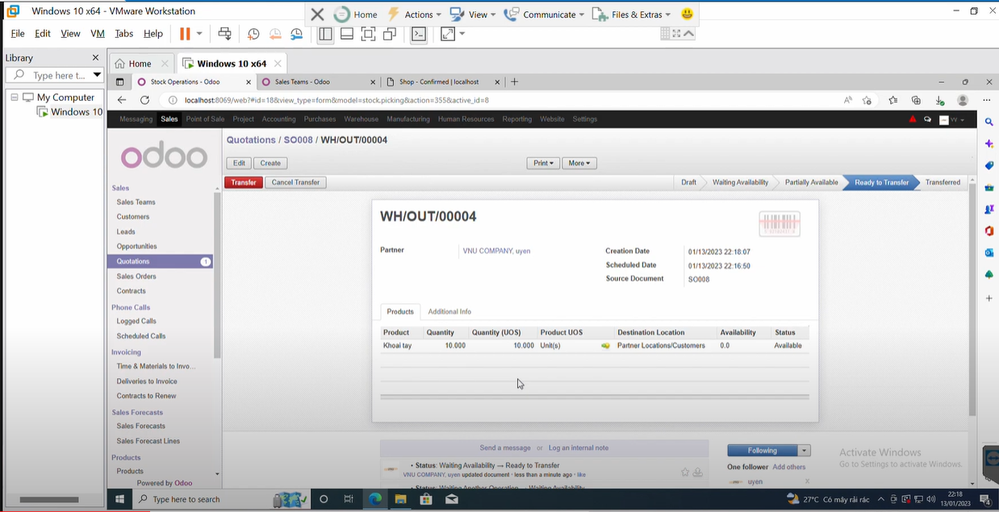 Windows 10 x64 - VMware Workstation
Home Actions View Communicate Files & Extras
File Edit View VM Tabs Help
Library
Home Windows 10 x64
Type here t...
Stock Operations - Odoo Sales Teams - Odoo Shop - Confirmed | localhost
My Computer
Windows 10
localhost:8069/web?#id=18&view_type=form&model=stock.picking&action=355&active_id=8
Messaging Sales Point of Sale Project Accounting Purchases Warehouse Manufacturing Human Resources Reporting Website Settings
odoo
Quotations / SO008 / WH/OUT/00004
Edit Create Print More
Transfer Cancel Transfer Draft Waiting Availability Partially Available Ready to Transfer Transferred
Sales
Sales Teams
Customers
Leads
Opportunities
Quotations 1
Sales Orders
Contracts
Phone Calls
Logged Calls
Scheduled Calls
Invoicing
Time & Materials to Invo...
Deliveries to Invoice
Contracts to Renew
Sales Forecasts
Sales Forecasts
Sales Forecast Lines
Products
Products
Powered by Odoo
WH/OUT/00004
Partner VNU COMPANY, uyen
Creation Date 01/13/2023 22:18:07
Scheduled Date 01/13/2023 22:16:50
Source Document SO008
Products Additional Info
Product Quantity Quantity (UOS) Product UOS Destination Location Availability Status
Khoai tay 10.000 10.000 Unit(s) Partner Locations/Customers 0.0 Available
Send a message or Log an internal note
• Status: Waiting Availability → Ready to Transfer
VNU COMPANY, uyen updated document · less than a minute ago · like
• Status: Waiting Another Operation → Waiting Availability
Following
One follower Add others
uyen x
Activate Windows
Go to Settings to activate Windows.
Type here to search
27°C Có mây rải rác
22:18
13/01/2023
4